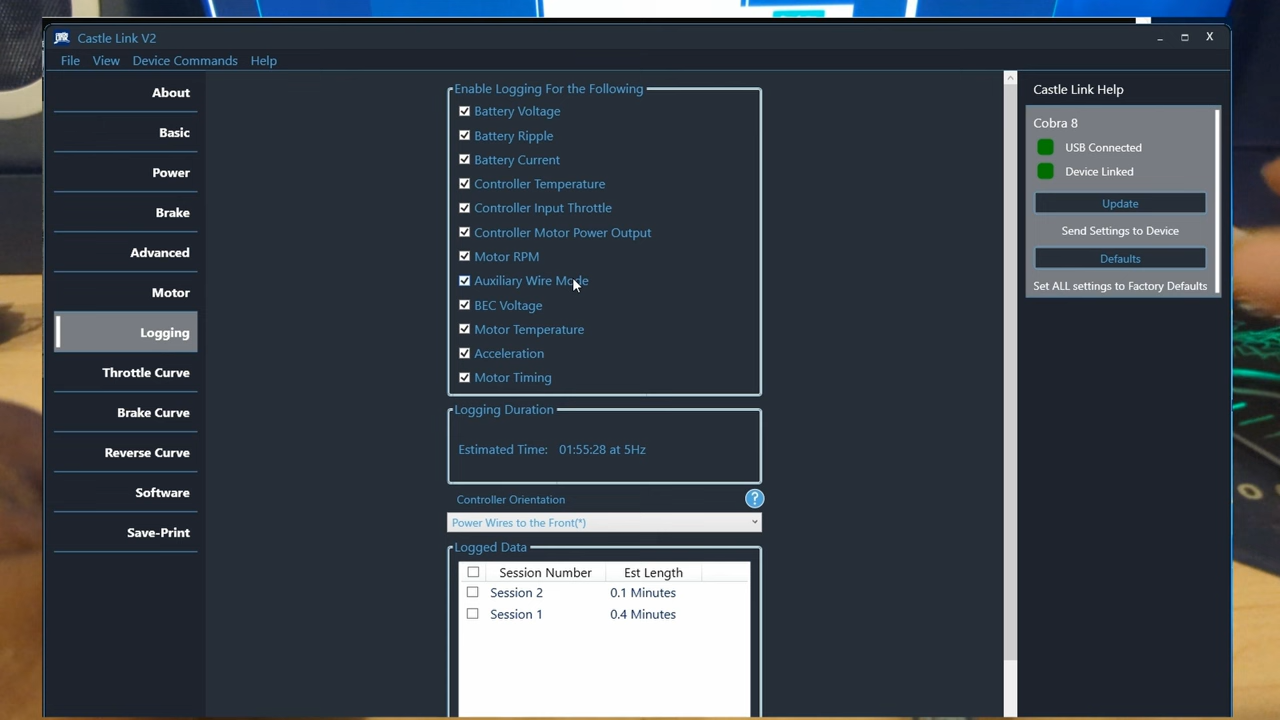 Castle Link V2
File View Device Commands Help
About
Basic
Power
Brake
Advanced
Motor
Logging
Throttle Curve
Brake Curve
Reverse Curve
Software
Save-Print
Enable Logging For the Following
Battery Voltage
Battery Ripple
Battery Current
Controller Temperature
Controller Input Throttle
Controller Motor Power Output
Motor RPM
Auxiliary Wire Mode
BEC Voltage
Motor Temperature
Acceleration
Motor Timing
Logging Duration
Estimated Time: 01:55:28 at 5Hz
Controller Orientation
?
Power Wires to the Front(*)
Logged Data
Session Number Est Length
Session 2 0.1 Minutes
Session 1 0.4 Minutes
Castle Link Help
Cobra 8
USB Connected
Device Linked
Update
Send Settings to Device
Defaults
Set ALL settings to Factory Defaults